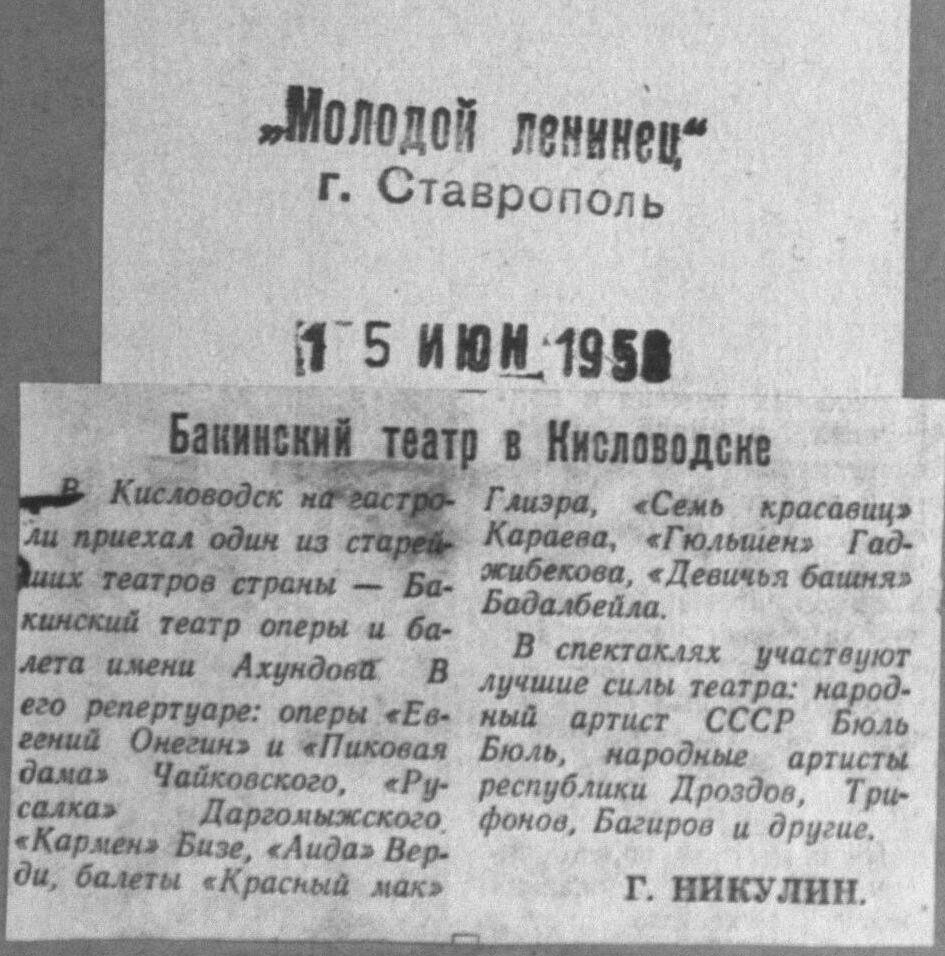 „Молодой ленинец“
г. Ставрополь
15 ИЮН 1958
Бакинский театр в Кисловодске
В Кисловодск на гастро-
ли приехал один из старей-
ших театров страны — Ба-
кинский театр оперы и ба-
лета имени Ахундова. В
его репертуаре: оперы «Ев-
гений Онегин» и «Пиковая
дама» Чайковского, «Ру-
салка» Даргомыжского,
«Кармен» Бизе, «Аида» Вер-
ди, балеты «Красный мак»
Глиэра, «Семь красавиц»
Караева, «Гюльшен» Гад-
жибекова, «Девичья башня»
Бадалбейла.
В спектаклях участвуют
лучшие силы театра: народ-
ный артист СССР Бюль
Бюль, народные артисты
республики Дроздов, Три-
фонов, Багиров и другие.
Г. НИКУЛИН.